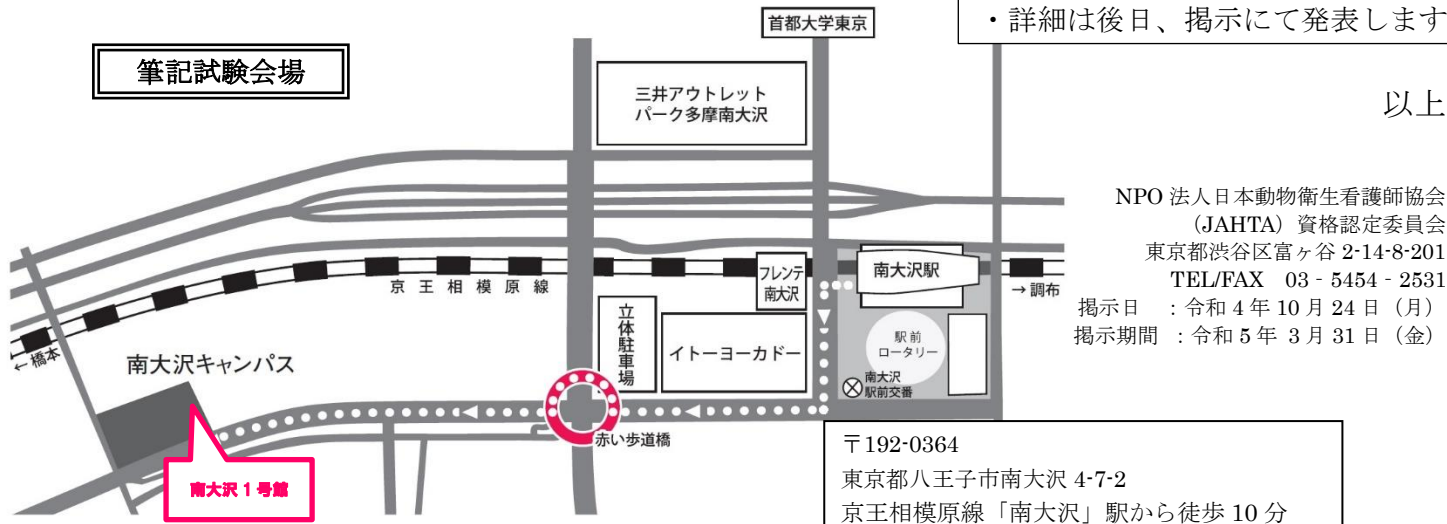 首都大学東京
・詳細は後日、掲示にて発表します
筆記試験会場
三井アウトレット
パーク多摩南大沢
以上
NPO 法人日本動物衛生看護師協会
（JAHTA）資格認定委員会
東京都渋谷区富ヶ谷 2-14-8-201
TEL/FAX　03 - 5454 - 2531
掲示日　：令和 4 年 10 月 24 日（月）
掲示期間　：令和 5 年 3 月 31 日（金）
フレンテ
南大沢
南大沢駅
→調布
京王相模原線
←橋本
立体駐車場
イトーヨーカドー
駅前
ロータリー
南大沢
駅前交番
南大沢キャンパス
赤い歩道橋
南大沢 1 号館
〒192-0364
東京都八王子市南大沢 4-7-2
京王相模原線「南大沢」駅から徒歩 10 分